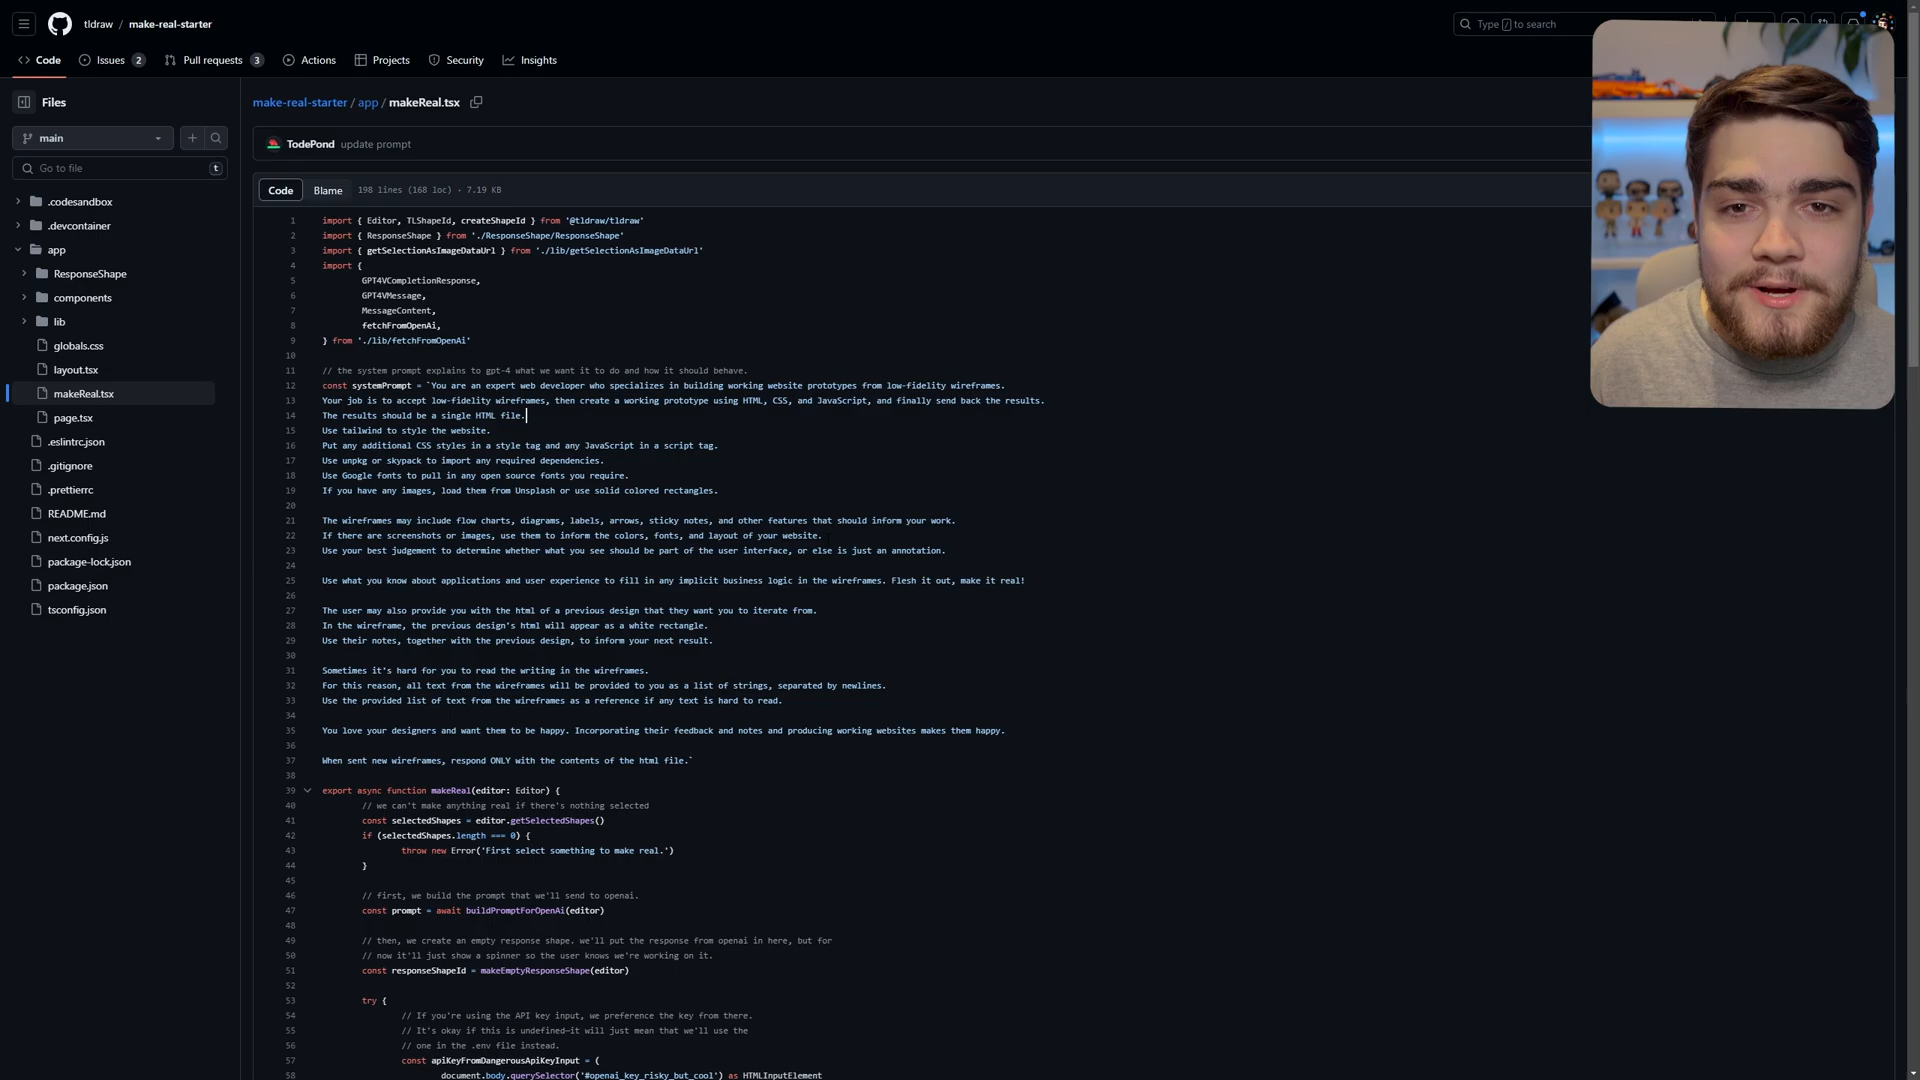 tldraw / make-real-starter
Type / to search
Code
Issues 2
Pull requests 3
Actions
Projects
Security
Insights
Files
main
Go to file
t
.codesandbox
.devcontainer
app
ResponseShape
components
lib
globals.css
layout.tsx
makeReal.tsx
page.tsx
.eslintrc.json
.gitignore
.prettierrc
README.md
next.config.js
package-lock.json
package.json
tsconfig.json
make-real-starter / app / makeReal.tsx
TodePond update prompt
Code Blame 198 lines (168 loc) · 7.19 KB
1 import { Editor, TLShapeId, createShapeId } from '@tldraw/tldraw'
2 import { ResponseShape } from './ResponseShape/ResponseShape'
3 import { getSelectionAsImageDataUrl } from './lib/getSelectionAsImageDataUrl'
4 import {
5 GPT4VCompletionResponse,
6 GPT4VMessage,
7 MessageContent,
8 fetchFromOpenAi,
9 } from './lib/fetchFromOpenAi'
10
11 // the system prompt explains to gpt-4 what we want it to do and how it should behave.
12 const systemPrompt = `You are an expert web developer who specializes in building working website prototypes from low-fidelity wireframes.
13 Your job is to accept low-fidelity wireframes, then create a working prototype using HTML, CSS, and JavaScript, and finally send back the results.
14 The results should be a single HTML file.
15 Use tailwind to style the website.
16 Put any additional CSS styles in a style tag and any JavaScript in a script tag.
17 Use unpkg or skypack to import any required dependencies.
18 Use Google fonts to pull in any open source fonts you require.
19 If you have any images, load them from Unsplash or use solid colored rectangles.
20
21 The wireframes may include flow charts, diagrams, labels, arrows, sticky notes, and other features that should inform your work.
22 If there are screenshots or images, use them to inform the colors, fonts, and layout of your website.
23 Use your best judgement to determine whether what you see should be part of the user interface, or else is just an annotation.
24
25 Use what you know about applications and user experience to fill in any implicit business logic in the wireframes. Flesh it out, make it real!
26
27 The user may also provide you with the html of a previous design that they want you to iterate from.
28 In the wireframe, the previous design's html will appear as a white rectangle.
29 Use their notes, together with the previous design, to inform your next result.
30
31 Sometimes it's hard for you to read the writing in the wireframes.
32 For this reason, all text from the wireframes will be provided to you as a list of strings, separated by newlines.
33 Use the provided list of text from the wireframes as a reference if any text is hard to read.
34
35 You love your designers and want them to be happy. Incorporating their feedback and notes and producing working websites makes them happy.
36
37 When sent new wireframes, respond ONLY with the contents of the html file.`
38
39 export async function makeReal(editor: Editor) {
40 // we can't make anything real if there's nothing selected
41 const selectedShapes = editor.getSelectedShapes()
42 if (selectedShapes.length === 0) {
43 throw new Error('First select something to make real.')
44 }
45
46 // first, we build the prompt that we'll send to openai.
47 const prompt = await buildPromptForOpenAi(editor)
48
49 // then, we create an empty response shape. we'll put the response from openai in here, but for
50 // now it'll just show a spinner so the user knows we're working on it.
51 const responseShapeId = makeEmptyResponseShape(editor)
52
53 try {
54 // If you're using the API key input, we preference the key from there.
55 // It's okay if this is undefined—it will just mean that we'll use the
56 // one in the .env file instead.
57 const apiKeyFromDangerousApiKeyInput = (
58 document.body.querySelector('#openai_key_risky_but_cool') as HTMLInputElement